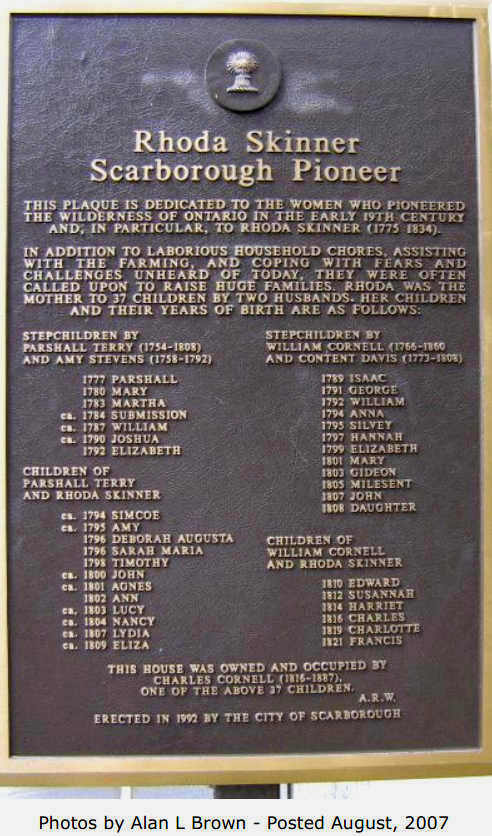 Rhoda Skinner
Scarborough Pioneer
THIS PLAQUE IS DEDICATED TO THE WOMEN WHO PIONEERED
THE WILDERNESS OF ONTARIO IN THE EARLY 19TH CENTURY
AND, IN PARTICULAR, TO RHODA SKINNER (1775 1834).
IN ADDITION TO LABORIOUS HOUSEHOLD CHORES, ASSISTING
WITH THE FARMING, AND COPING WITH FEARS AND
CHALLENGES UNHEARD OF TODAY, THEY WERE OFTEN
CALLED UPON TO RAISE HUGE FAMILIES. RHODA WAS THE
MOTHER TO 37 CHILDREN BY TWO HUSBANDS. HER CHILDREN
AND THEIR YEARS OF BIRTH ARE AS FOLLOWS:
STEPCHILDREN BY
PARSHALL TERRY (1754-1808)
AND AMY STEVENS (1758-1792)
1777 PARSHALL
1780 MARY
1783 MARTHA
ca. 1784 SUBMISSION
ca. 1787 WILLIAM
ca. 1790 JOSHUA
1792 ELIZABETH
CHILDREN OF
PARSHALL TERRY
AND RHODA SKINNER
ca. 1794 SIMCOE
ca. 1795 AMY
1796 DEBORAH AUGUSTA
1796 SARAH MARIA
1798 TIMOTHY
ca. 1800 JOHN
ca. 1801 AGNES
1802 ANN
ca. 1803 LUCY
ca. 1804 NANCY
ca. 1807 LYDIA
ca. 1809 ELIZA
STEPCHILDREN BY
WILLIAM CORNELL (1766-1860
AND CONTENT DAVIS (1773-1808)
1789 ISAAC
1791 GEORGE
1792 WILLIAM
1794 ANNA
1795 SILVEY
1797 HANNAH
1799 ELIZABETH
1801 MARY
1803 GIDEON
1805 MILESENT
1807 JOHN
1808 DAUGHTER
CHILDREN OF
WILLIAM CORNELL
AND RHODA SKINNER
1810 EDWARD
1812 SUSANNAH
1814 HARRIET
1816 CHARLES
1819 CHARLOTTE
1821 FRANCIS
THIS HOUSE WAS OWNED AND OCCUPIED BY
CHARLES CORNELL (1816-1887),
ONE OF THE ABOVE 37 CHILDREN.
A.R.W.
ERECTED IN 1992 BY THE CITY OF SCARBOROUGH
Photos by Alan L Brown - Posted August, 2007